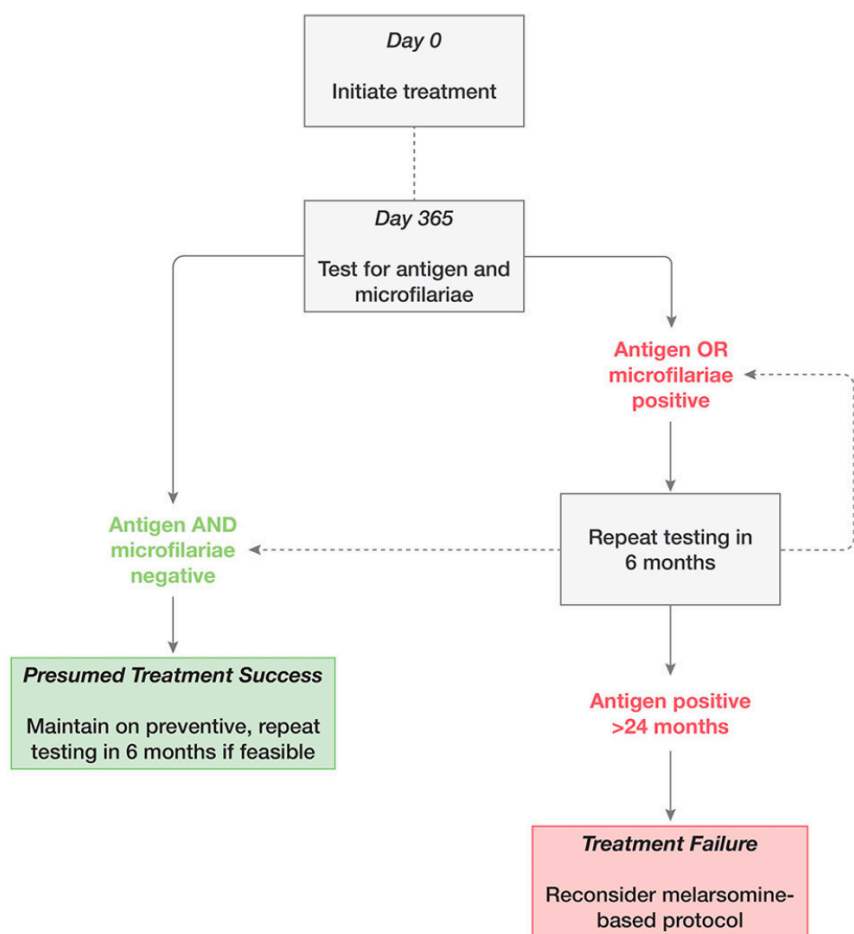 Day 0
Initiate treatment
Day 365
Test for antigen and
microfilariae
Antigen OR
microfilariae
positive
Antigen AND
microfilariae
negative
Repeat testing in
6 months
Presumed Treatment Success
Maintain on preventive, repeat
testing in 6 months if feasible
Antigen positive
>24 months
Treatment Failure
Reconsider melarsomine-
based protocol